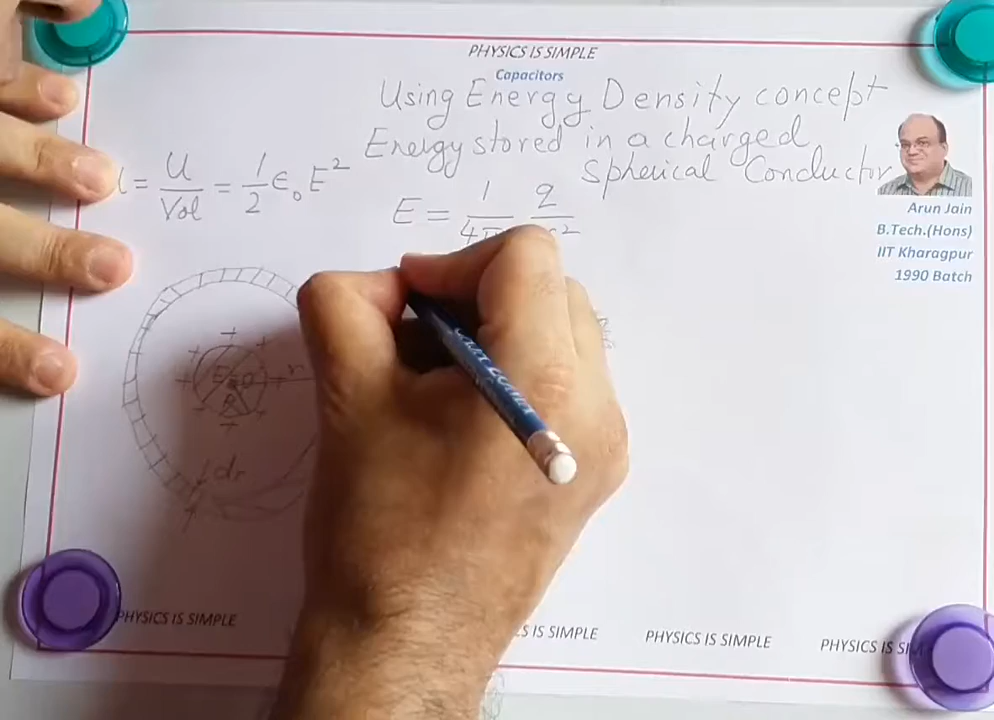 PHYSICS IS SIMPLE
Capacitors
Using Energy Density concept
Energy stored in a charged
Spherical Conductor
= U/Vol = 1/2 ε₀ E²
E = 1/4π q/r²
Arun Jain
B.Tech.(Hons)
IIT Kharagpur
1990 Batch
+ + + + + + + +
E=0
R
r
dr
PHYSICS IS SIMPLE
IS SIMPLE
PHYSICS IS SIMPLE
PHYSICS IS